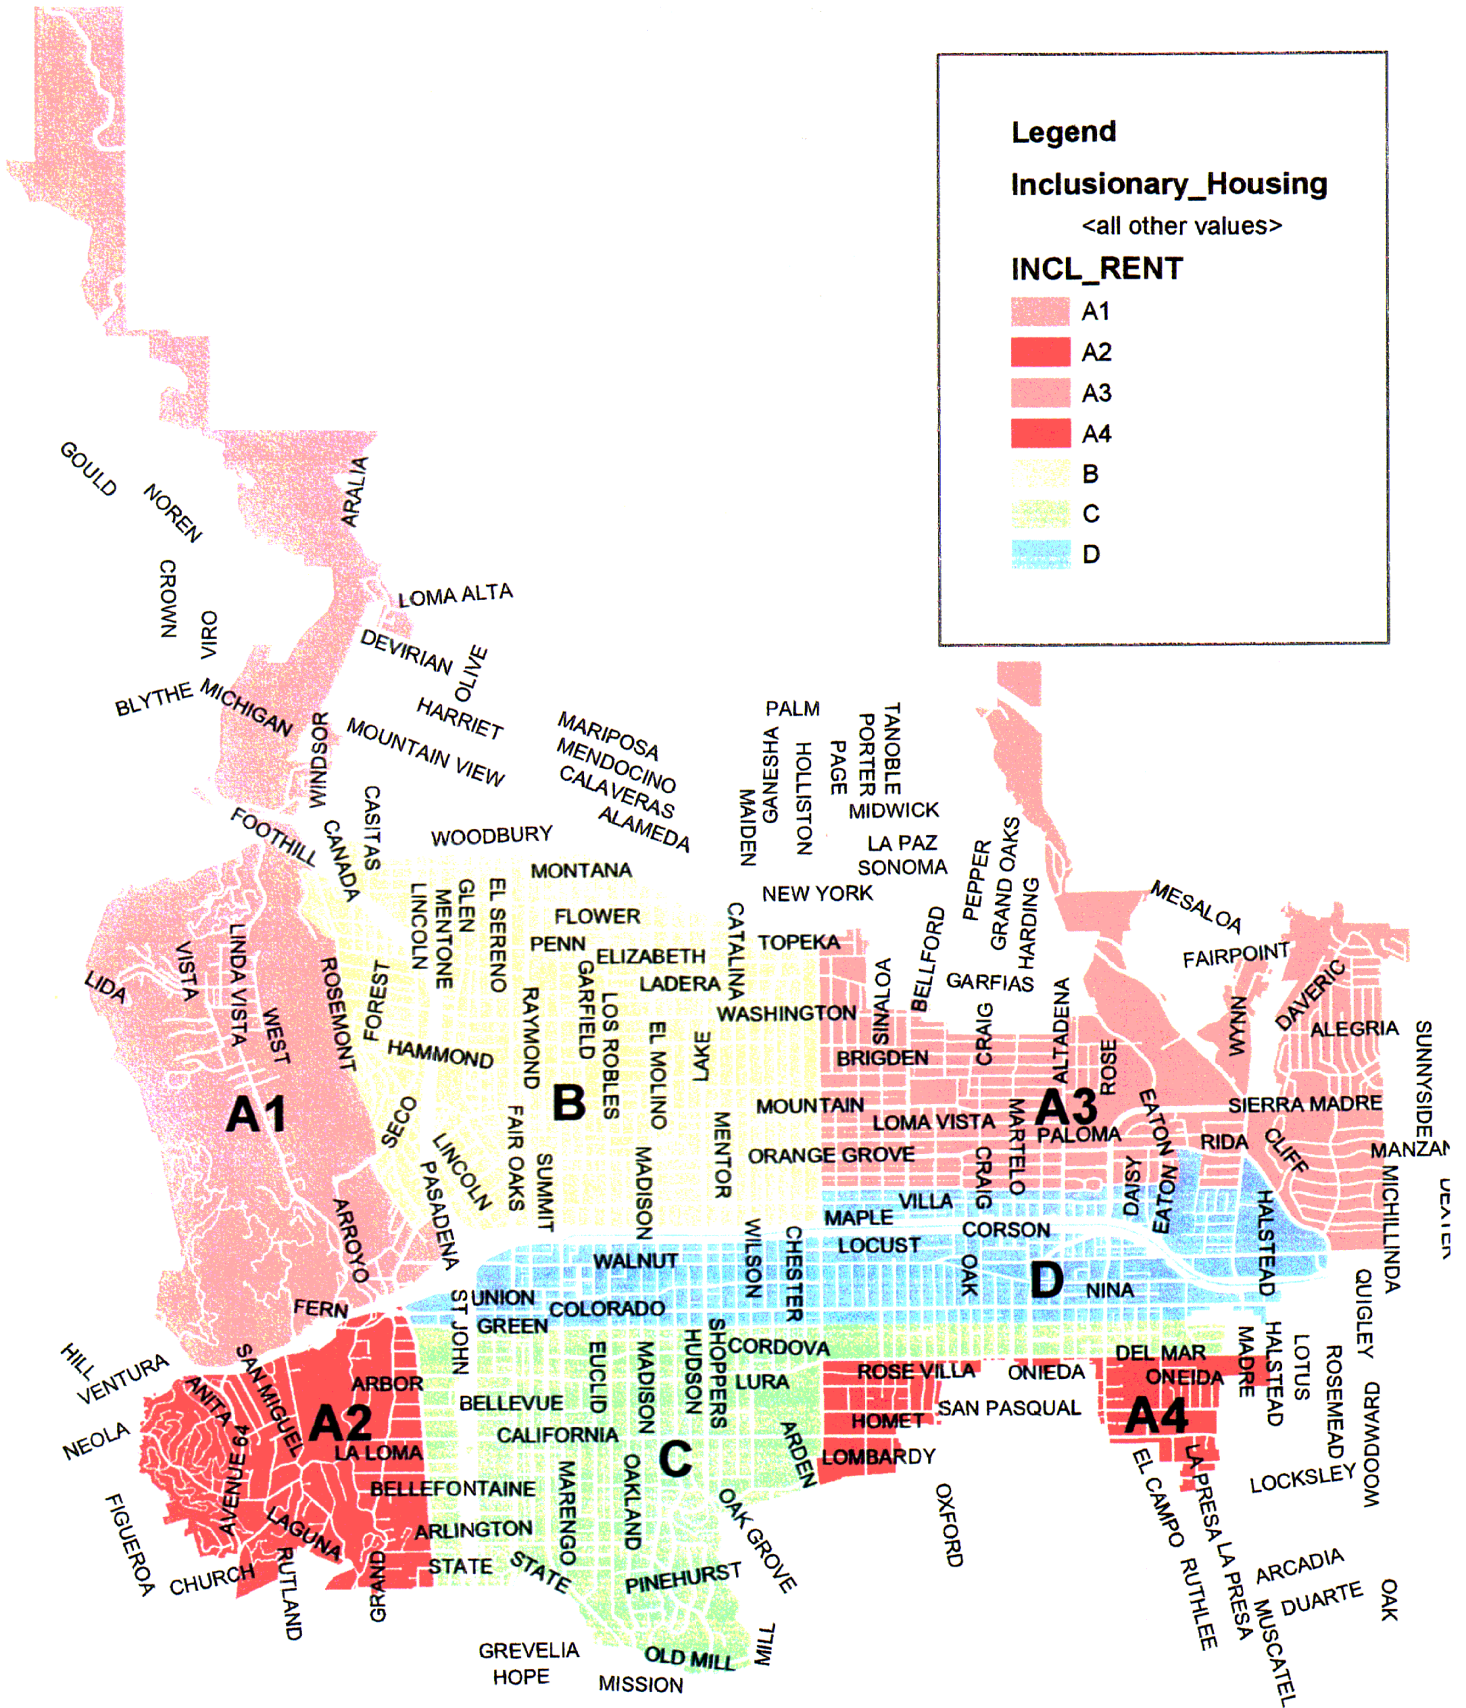 Legend
Inclusionary_Housing
<all other values>
INCL_RENT
A1
A2
A3
A4
B
C
D
GOULD
NOREN
ARALIA
CROWN
VIRO
LOMA ALTA
DEVIRIAN
OLIVE
BLYTHE
MICHIGAN
HARRIET
WINDSOR
MOUNTAIN VIEW
MARIPOSA
MENDOCINO
CALAVERAS
ALAMEDA
PALM
GANESHA
HOLLISTON
PAGE
PORTER
TANOBLE
MAIDEN
MIDWICK
LA PAZ
SONOMA
NEW YORK
FOOTHILL
CANADA
CASITAS
WOODBURY
MONTANA
LINCOLN
MENTONE
GLEN
EL SERENO
FLOWER
PENN
ELIZABETH
LADERA
CATALINA
TOPEKA
WASHINGTON
PEPPER
GRAND OAKS
HARDING
BELLFORD
GARFIAS
MESALOA
FAIRPOINT
LIDA
VISTA
LINDA VISTA
WEST
ROSEMONT
FOREST
HAMMOND
RAYMOND
GARFIELD
LOS ROBLES
EL MOLINO
LAKE
SINALOA
BRIGDEN
CRAIG
ALTADENA
ROSE
WYNN
DAVERIC
ALEGRIA
SUNNYSIDE
A1
B
A3
SECO
LINCOLN
PASADENA
FAIR OAKS
SUMMIT
MADISON
MENTOR
MOUNTAIN
LOMA VISTA
ORANGE GROVE
MARTELO
PALOMA
CRAIG
EATON
SIERRA MADRE
RIDA
CLIFF
MANZAN
MICHILLINDA
DEXTER
ARROYO
DAISY
EATON
HALSTEAD
VILLA
MAPLE
CORSON
LOCUST
WALNUT
WILSON
CHESTER
OAK
D
NINA
FERN
ST JOHN
UNION
COLORADO
GREEN
HILL
VENTURA
SAN MIGUEL
ANITA
ARBOR
A2
NEOLA
AVENUE 64
LA LOMA
EUCLID
MADISON
HUDSON
SHOPPERS
CORDOVA
LURA
BELLEVUE
CALIFORNIA
C
ARDEN
ROSE VILLA
ONIEDA
DEL MAR
ONEIDA
HOMET
SAN PASQUAL
A4
LOMBARDY
MADRE
HALSTEAD
LOTUS
ROSEMEAD
QUIGLEY
WOODWARD
BELLEFONTAINE
MARENGO
OAKLAND
OAK GROVE
OXFORD
EL CAMPO
LA PRESA
LA PRESA
LOCKSLEY
FIGUEROA
LAGUNA
ARLINGTON
CHURCH
RUTLAND
GRAND
STATE
STATE
PINEHURST
RUTHLEE
ARCADIA
DUARTE
MUSCATEL
OAK
GREVELIA
HOPE
MISSION
OLD MILL
MILL